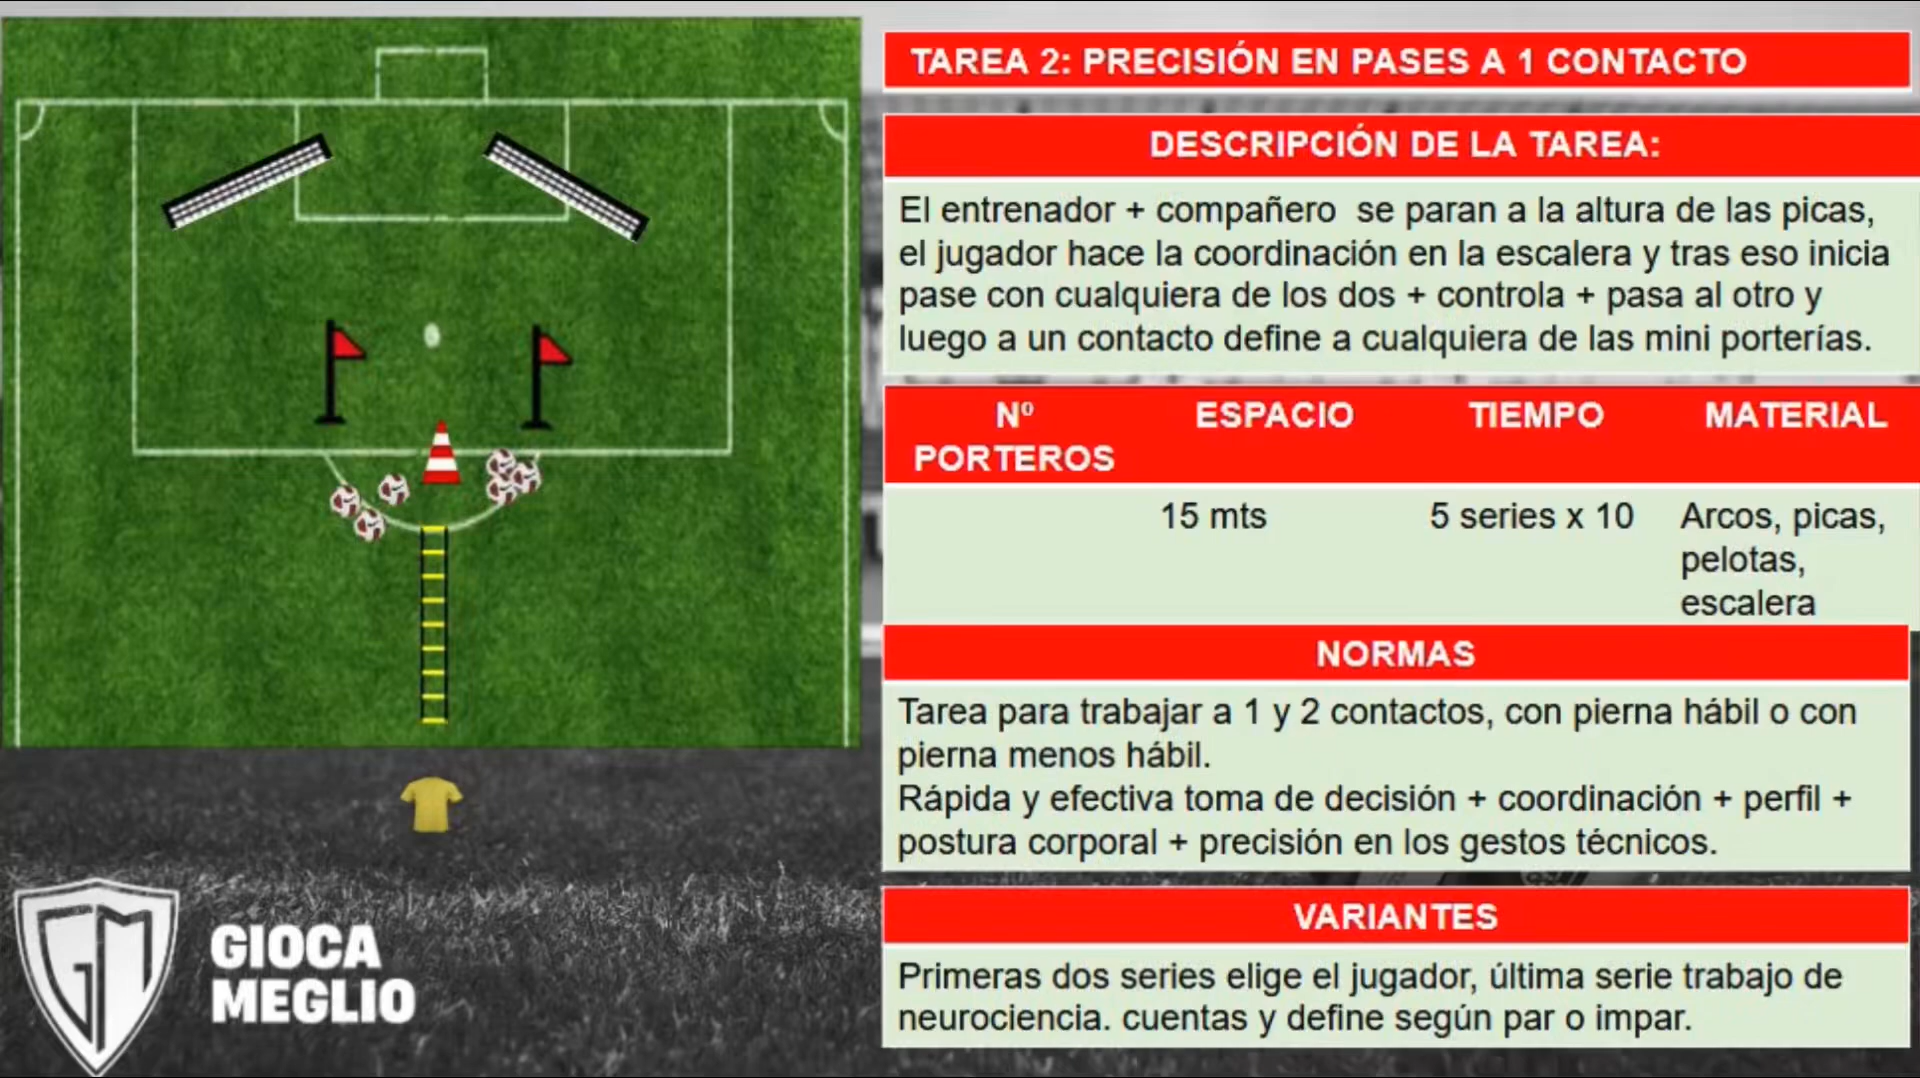 TAREA 2: PRECISIÓN EN PASES A 1 CONTACTO
DESCRIPCIÓN DE LA TAREA:
El entrenador + compañero  se paran a la altura de las picas,
el jugador hace la coordinación en la escalera y tras eso inicia
pase con cualquiera de los dos + controla + pasa al otro y
luego a un contacto define a cualquiera de las mini porterías.
Nº PORTEROS
ESPACIO
TIEMPO
MATERIAL
15 mts
5 series x 10
Arcos, picas,
pelotas,
escalera
NORMAS
Tarea para trabajar a 1 y 2 contactos, con pierna hábil o con
pierna menos hábil.
Rápida y efectiva toma de decisión + coordinación + perfil +
postura corporal + precisión en los gestos técnicos.
VARIANTES
Primeras dos series elige el jugador, última serie trabajo de
neurociencia. cuentas y define según par o impar.
GM
GIOCA
MEGLIO